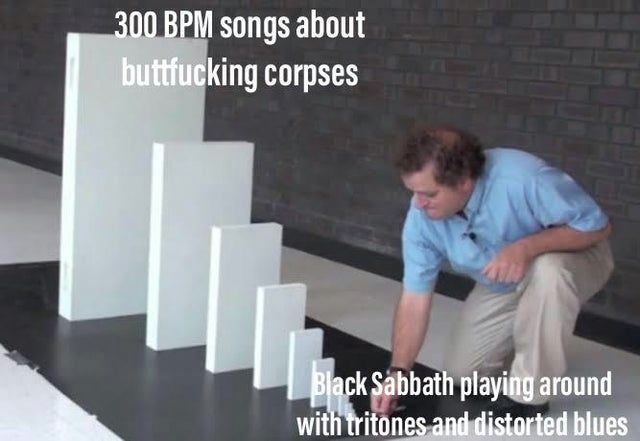 300 BPM songs about
buttfucking corpses
Black Sabbath playing around
with tritones and distorted blues